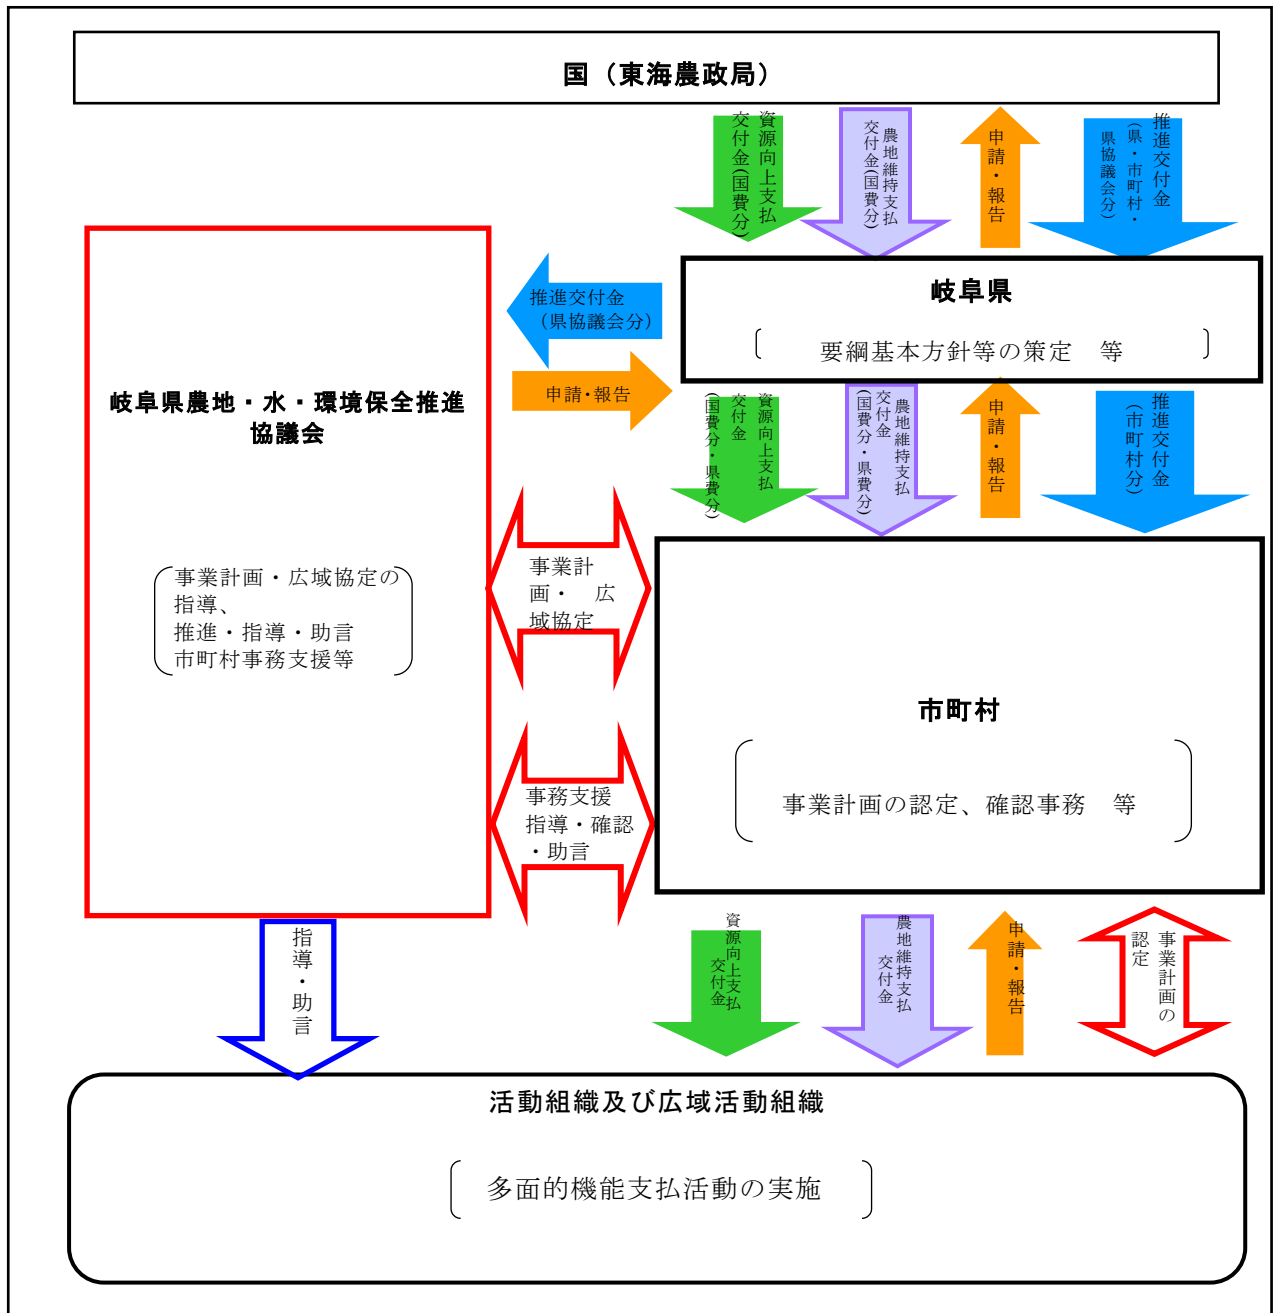 国（東海農政局）
資源向上支払
交付金(国費分)
農地維持支払
交付金(国費分)
申請・報告
推進交付金
(県・市町村・
県協議会分)
岐阜県
要綱基本方針等の策定　等
推進交付金
（県協議会分）
申請・報告
岐阜県農地・水・環境保全推進
協議会
事業計画・広域協定の
指導、
推進・指導・助言
市町村事務支援等
資源向上支払
交付金
(国費分・県費分)
農地維持支払
交付金
(国費分・県費分)
申請・報告
推進交付金
(市町村分)
事業計
画・　広
域協定
市町村
事業計画の認定、確認事務　等
事務支援
指導・確認
・助言
指導・助言
資源向上支払
交付金
農地維持支払
交付金
申請・報告
事業計画の
認定
活動組織及び広域活動組織
多面的機能支払活動の実施